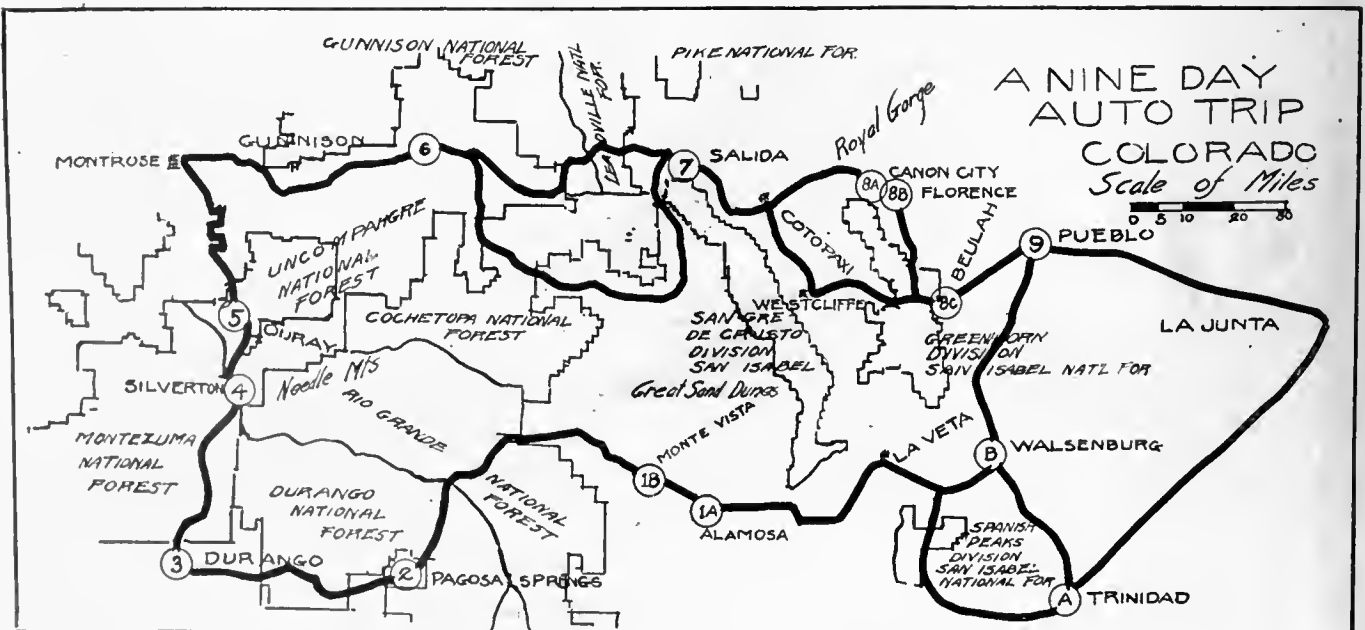 A NINE DAY
AUTO TRIP
COLORADO
Scale of Miles
0 5 10 20 30
GUNNISON NATIONAL
FOREST
LEADVILLE NATL
FOR.
PIKE NATIONAL FOR.
MONTROSE
GUNNISON
6
7
SALIDA
Royal Gorge
8A
CANON CITY
8B
FLORENCE
COTOPAXI
BEULAH
9
PUEBLO
UNCOMPAHGRE
NATIONAL
FOREST
5
OURAY
COCHETOPA NATIONAL
FOREST
WESTCLIFFE
8C
LA JUNTA
SAN GRE
DE CRISTO
DIVISION
SAN ISABEL
GREENHORN
DIVISION
SAN ISABEL NATL FOR
SILVERTON
4
Needle Mts
Great Sand Dunes
RIO GRANDE
NATIONAL
FOREST
MONTEZUMA
NATIONAL
FOREST
MONTE VISTA
1B
LA VETA
B
WALSENBURG
DURANGO
NATIONAL
FOREST
1A
ALAMOSA
3
DURANGO
2
PAGOSA SPRINGS
SPANISH
PEAKS
DIVISION
SAN ISABEL
NATIONAL FOR
A
TRINIDAD